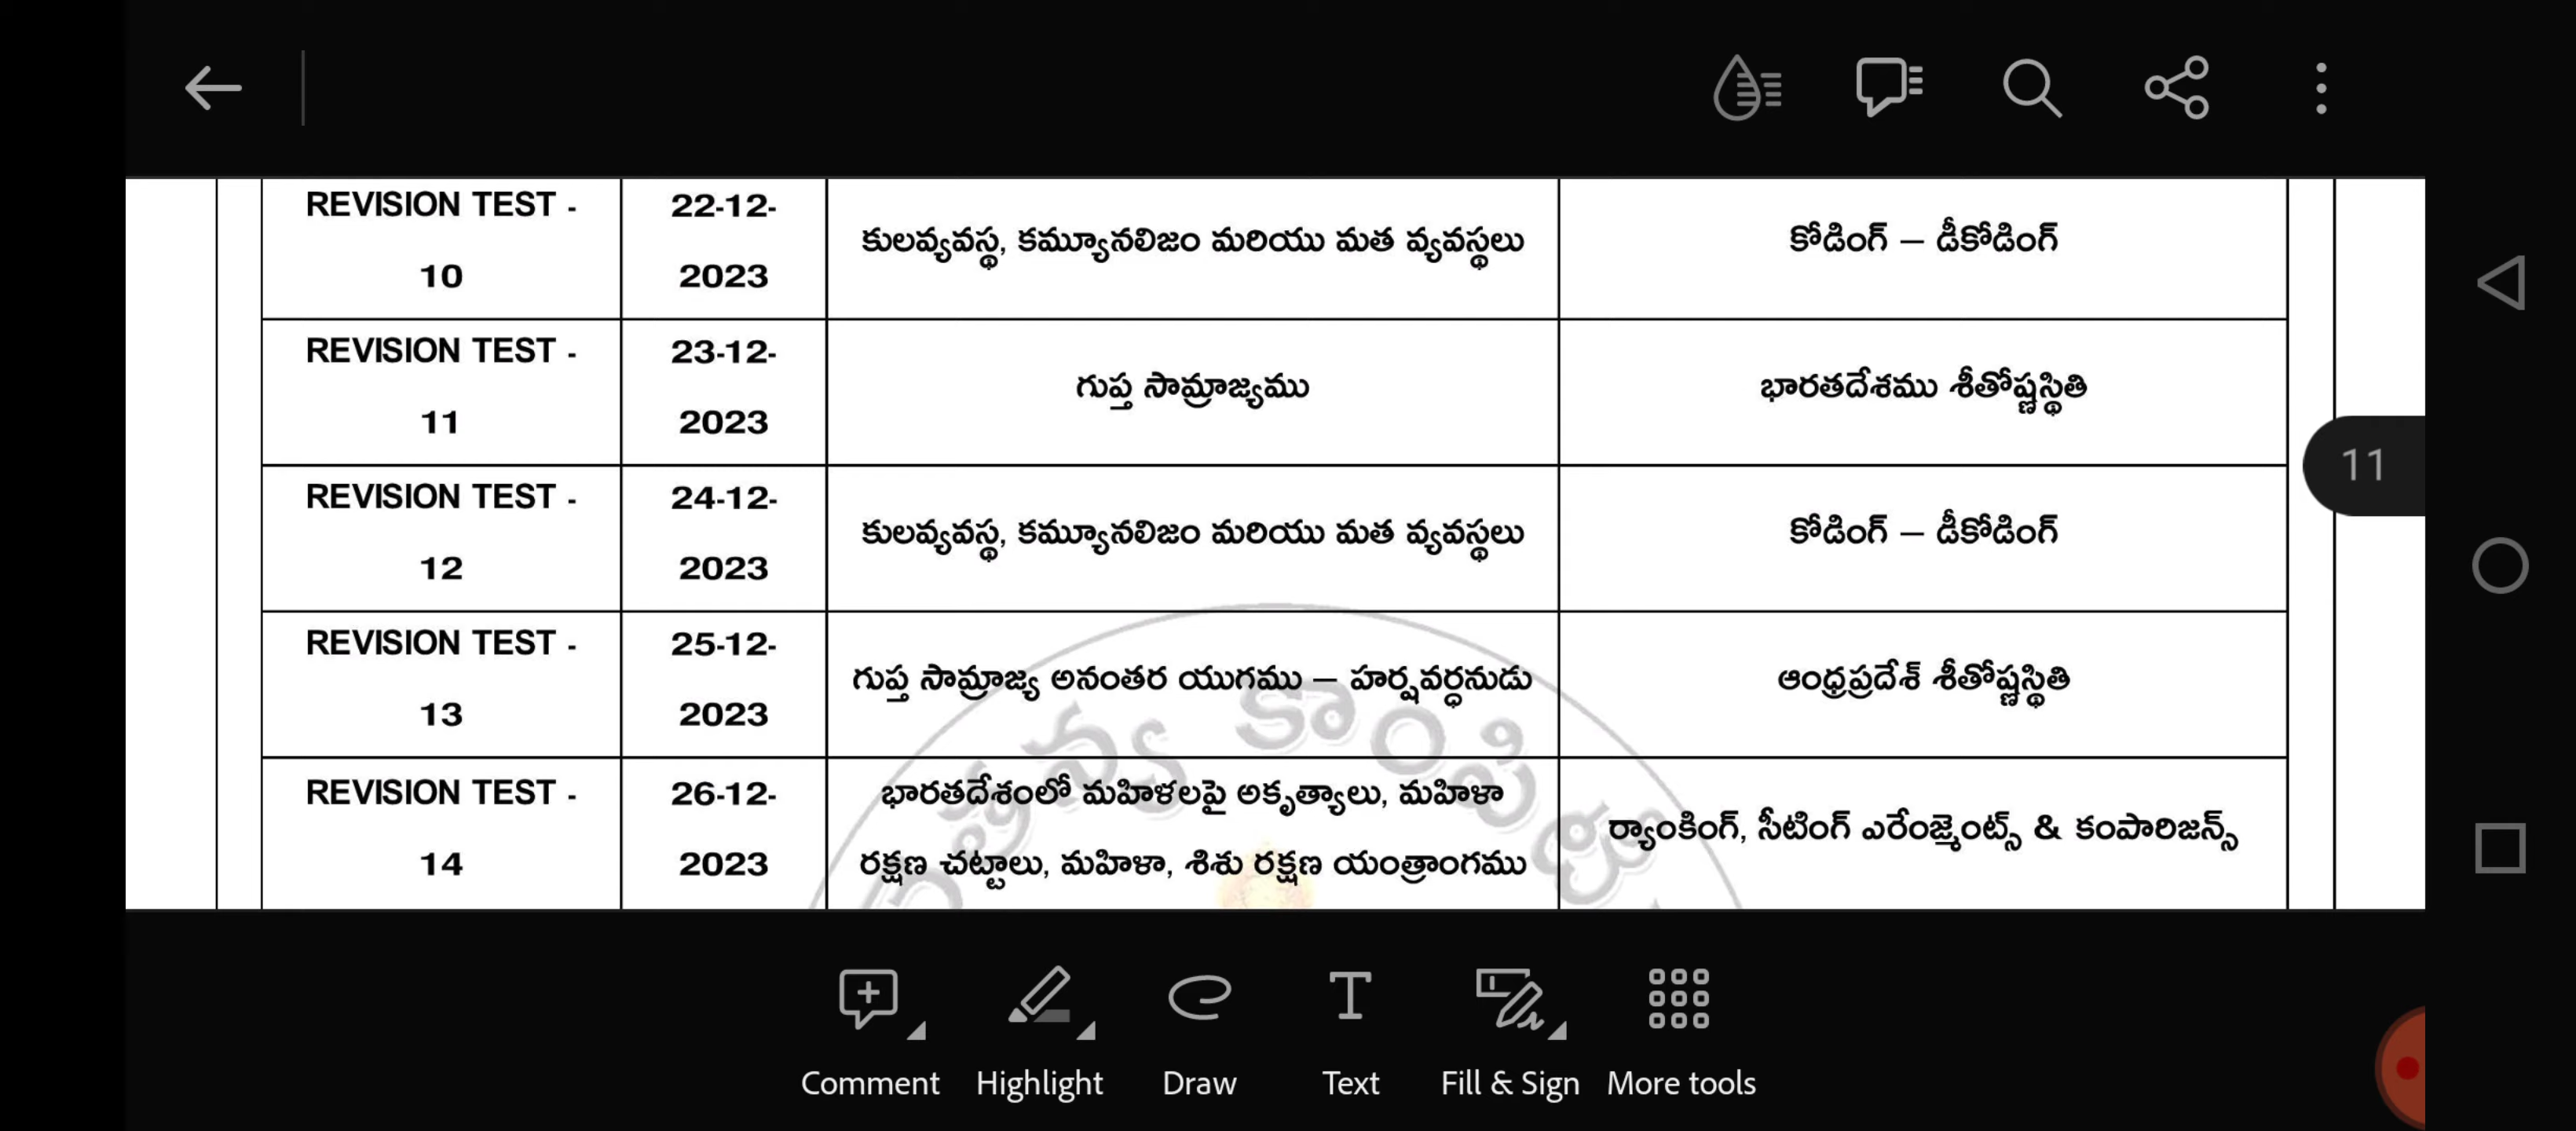 REVISION TEST -
10
22-12-
2023
కులవ్యవస్థ, కమ్యూనలిజం మరియు మత వ్యవస్థలు
కోడింగ్ – డీకోడింగ్
REVISION TEST -
11
23-12-
2023
గుప్త సామ్రాజ్యము
భారతదేశము శీతోష్ణస్థితి
11
REVISION TEST -
12
24-12-
2023
కులవ్యవస్థ, కమ్యూనలిజం మరియు మత వ్యవస్థలు
కోడింగ్ – డీకోడింగ్
REVISION TEST -
13
25-12-
2023
గుప్త సామ్రాజ్య అనంతర యుగము – హర్షవర్ధనుడు
ఆంధ్రప్రదేశ్ శీతోష్ణస్థితి
REVISION TEST -
14
26-12-
2023
భారతదేశంలో మహిళలపై అకృత్యాలు, మహిళా
రక్షణ చట్టాలు, మహిళా, శిశు రక్షణ యంత్రాంగము
ర్యాంకింగ్, సీటింగ్ ఎరేంజ్మెంట్స్ & కంపారిజన్స్
Comment
Highlight
Draw
Text
Fill & Sign
More tools